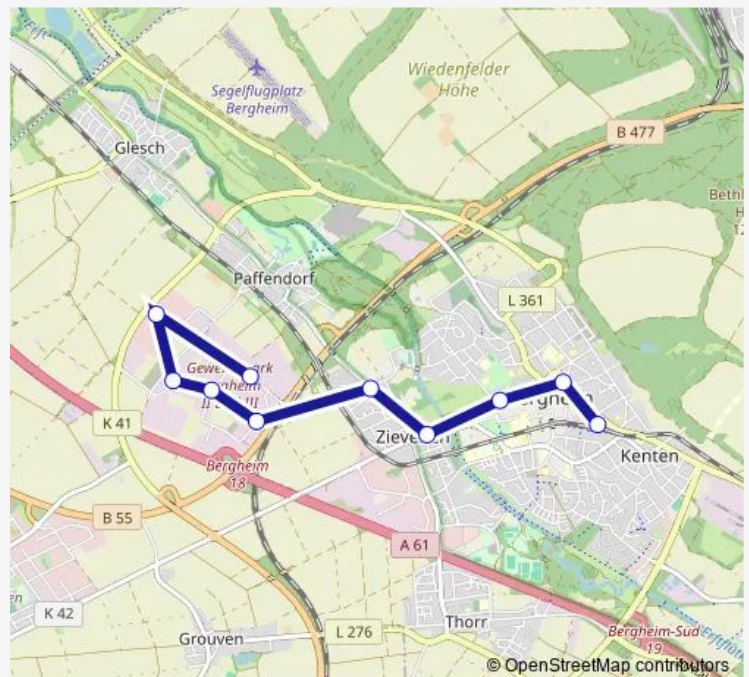 Erft
Segelflugplatz
Bergheim
Wiedenfelder
Höhe
B 477
Glesch
Paffendorf
L 361
K 41
Zieverich
Kenten
Bergheim
18
B 55
A 61
K 42
Thorr
Grouven
L 276
Bergheim-Süd
19
© OpenStreetMap contributors